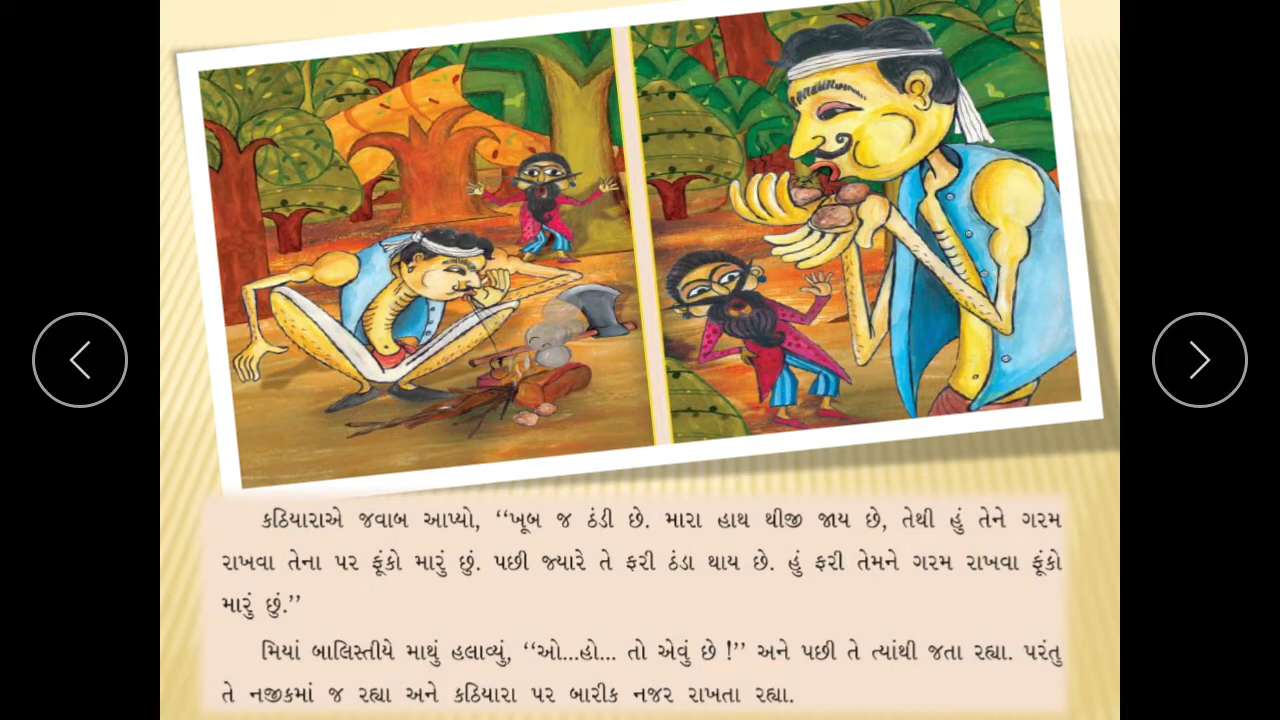 કઠિયારાએ જવાબ આપ્યો, ‘‘ખૂબ જ ઠંડી છે. મારા હાથ થીજી જાય છે, તેથી હું તેને ગરમ
રાખવા તેના પર ફૂંકો મારું છું. પછી જ્યારે તે ફરી ઠંડા થાય છે. હું ફરી તેમને ગરમ રાખવા ફૂંકો
મારું છું.’’
મિયાં બાલિસ્તીયે માથું હલાવ્યું, ‘‘ઓ...હો... તો એવું છે !’’ અને પછી તે ત્યાંથી જતા રહ્યા. પરંતુ
તે નજીકમાં જ રહ્યા અને કઠિયારા પર બારીક નજર રાખતા રહ્યા.